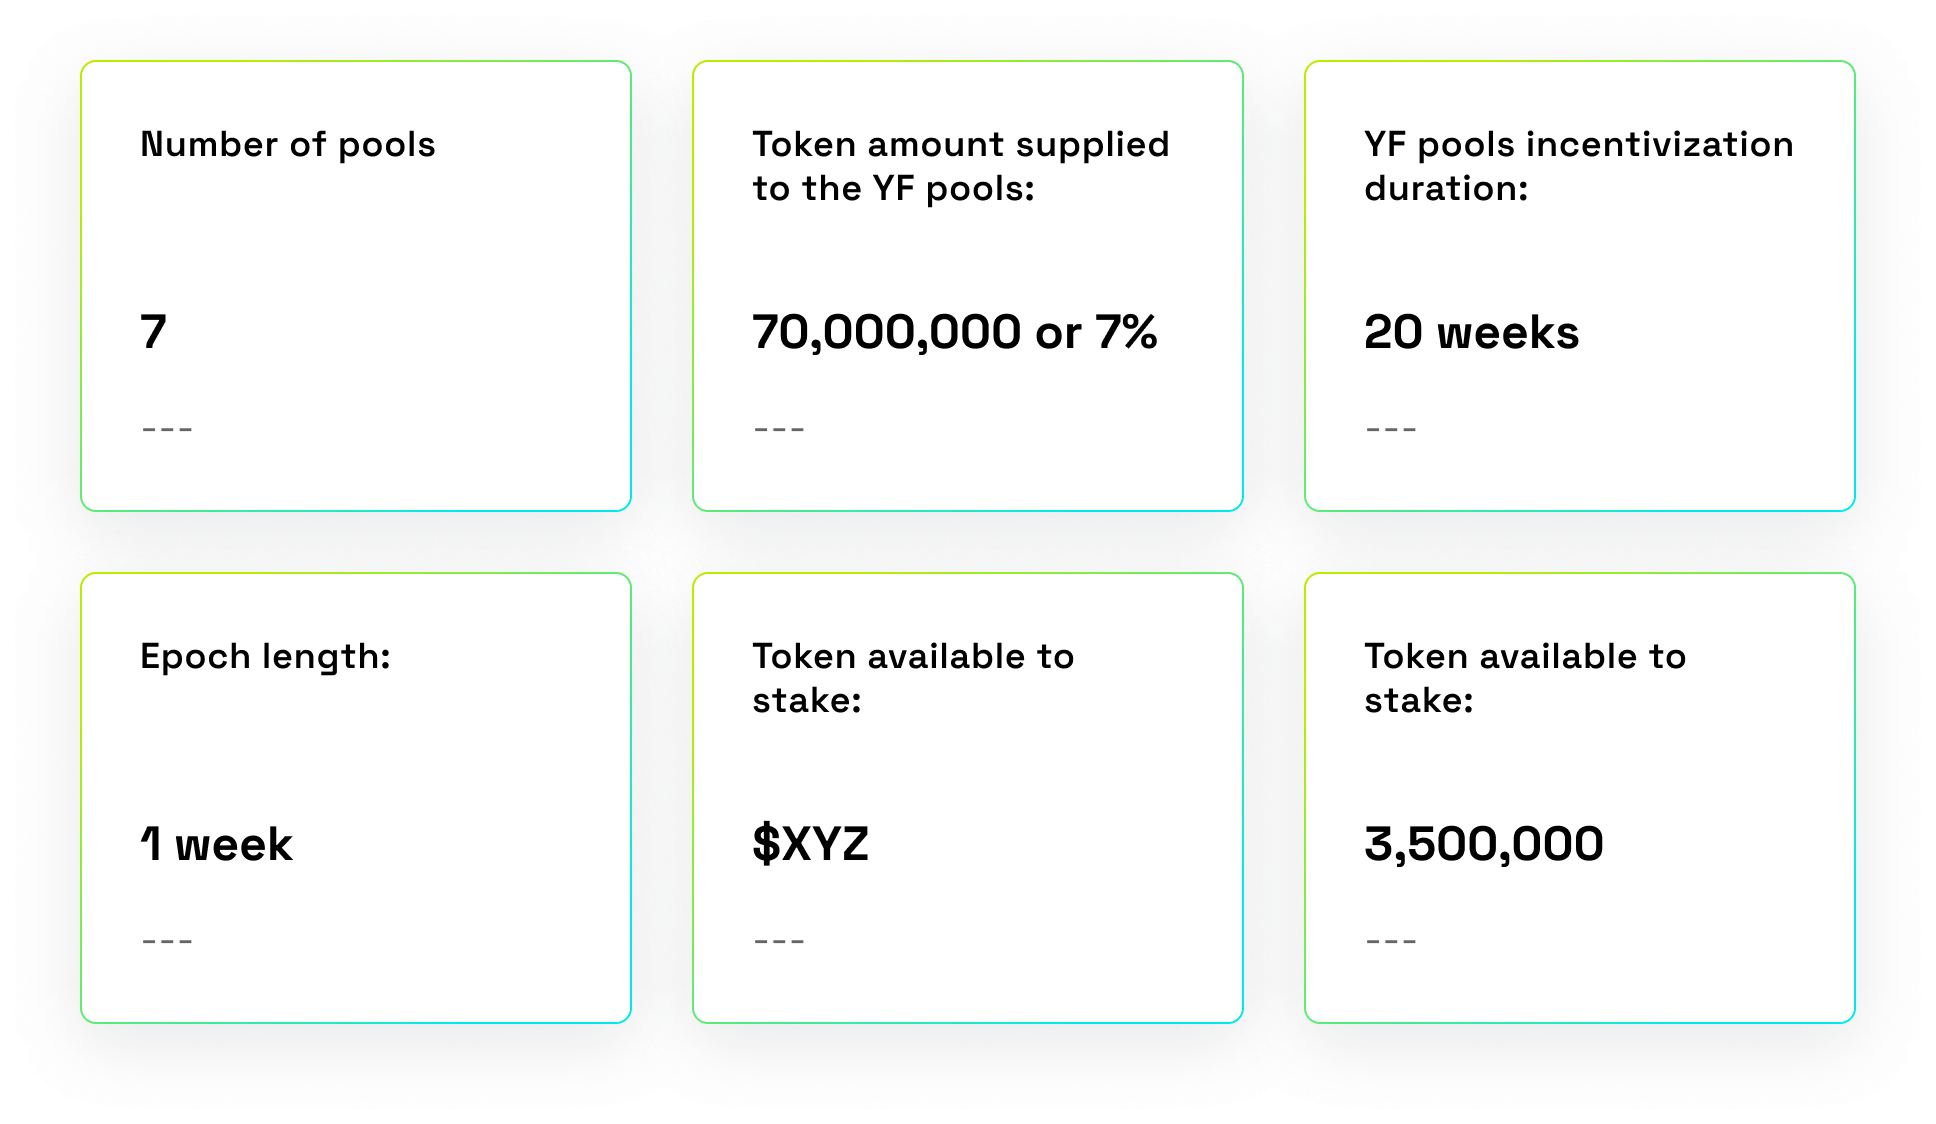 Number of pools
7
---
Token amount supplied
to the YF pools:
70,000,000 or 7%
---
YF pools incentivization
duration:
20 weeks
---
Epoch length:
1 week
---
Token available to
stake:
$XYZ
---
Token available to
stake:
3,500,000
---